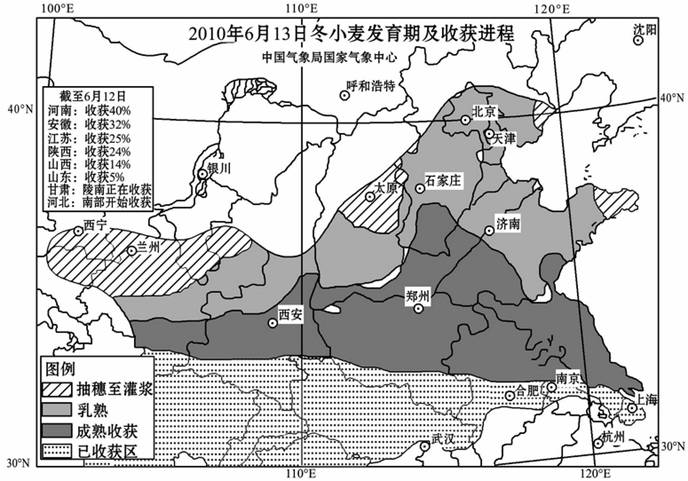 100°E
110°E
120°E
2010年6月13日冬小麦发育期及收获进程
中国气象局国家气象中心
沈阳
呼和浩特
40°N
40°N
截至6月12日
河南：收获40%
安徽：收获32%
江苏：收获25%
陕西：收获24%
山西：收获14%
山东：收获5%
甘肃：陵南正在收获
河北：南部开始收获
北京
天津
银川
太原
石家庄
西宁
兰州
济南
郑州
西安
图例
抽穗至灌浆
乳熟
成熟收获
已收获区
南京
合肥
上海
武汉
杭州
30°N
30°N
110°E
120°E